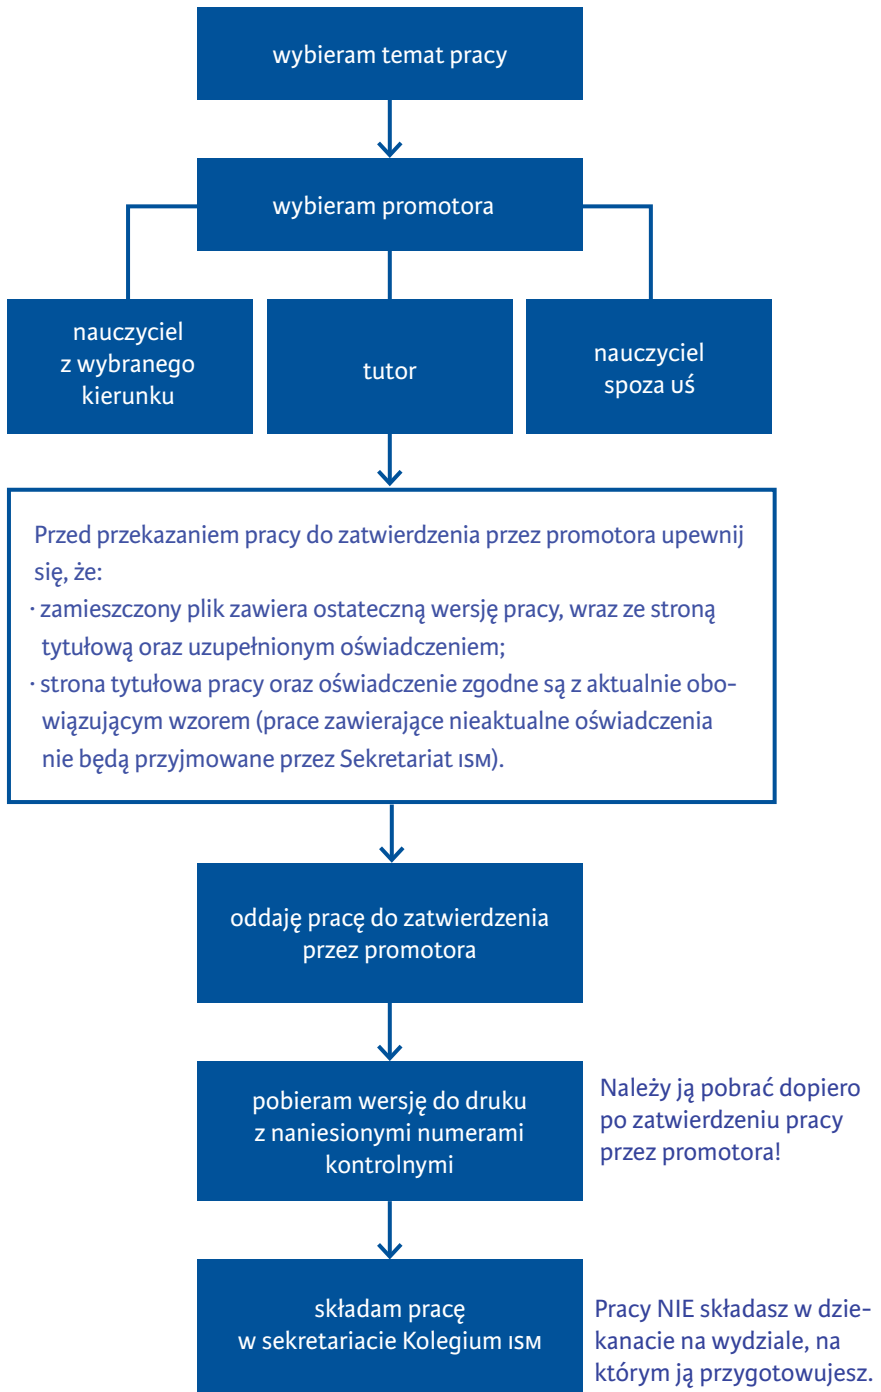 wybieram temat pracy
wybieram promotora
nauczyciel
z wybranego
kierunku
tutor
nauczyciel
spoza uś
Przed przekazaniem pracy do zatwierdzenia przez promotora upewnij
się, że:
· zamieszczony plik zawiera ostateczną wersję pracy, wraz ze stroną
tytułową oraz uzupełnionym oświadczeniem;
· strona tytułowa pracy oraz oświadczenie zgodne są z aktualnie obo-
wiązującym wzorem (prace zawierające nieaktualne oświadczenia
nie będą przyjmowane przez Sekretariat ISM).
oddaję pracę do zatwierdzenia
przez promotora
pobieram wersję do druku
z naniesionymi numerami
kontrolnymi
Należy ją pobrać dopiero
po zatwierdzeniu pracy
przez promotora!
składam pracę
w sekretariacie Kolegium ISM
Pracy NIE składasz w dzie-
kanacie na wydziale, na
którym ją przygotowujesz.